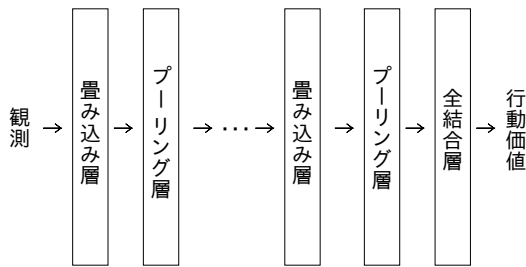 観測
畳み込み層
プーリング層
・・・
畳み込み層
プーリング層
全結合層
行動価値